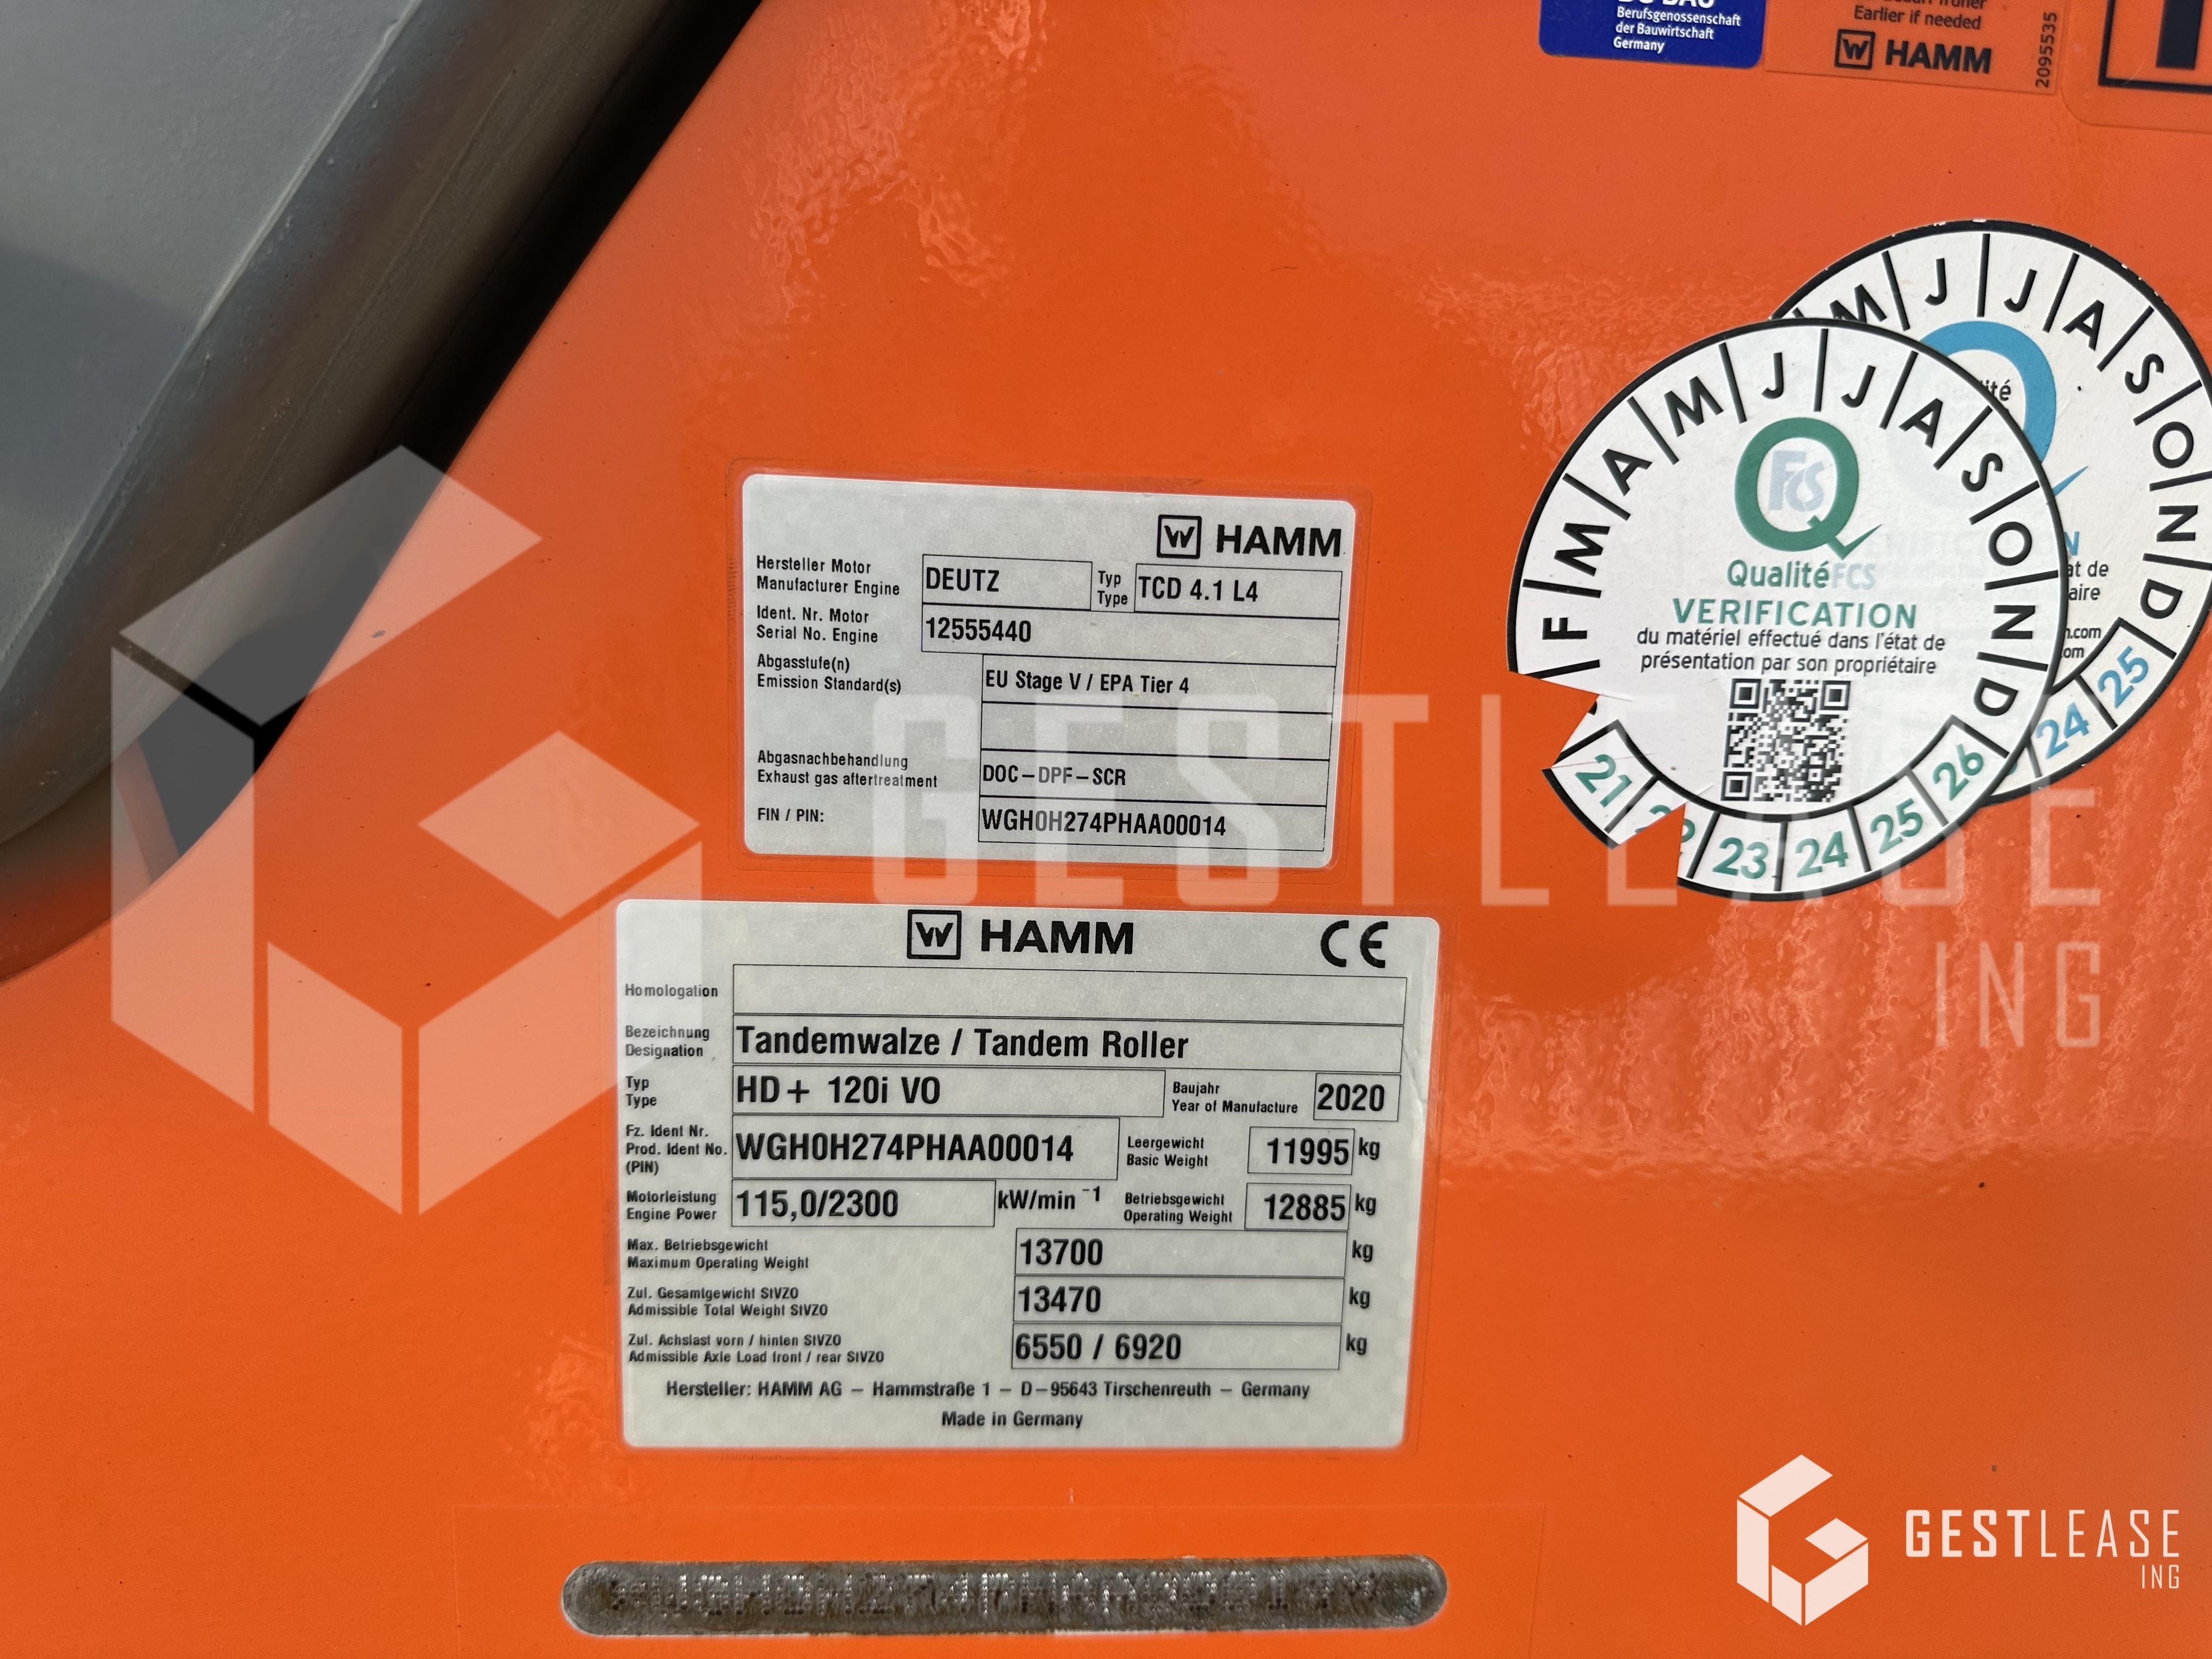 Berufsgenossenschaft
der Bauwirtschaft
Germany
Earlier if needed
HAMM
2095535
HAMM
Hersteller Motor
Manufacturer Engine
DEUTZ
Typ
Type
TCD 4.1 L4
Ident. Nr. Motor
Serial No. Engine
12555440
Abgasstufe(n)
Emission Standard(s)
EU Stage V / EPA Tier 4
Abgasnachbehandlung
Exhaust gas aftertreatment
DOC-DPF-SCR
FIN / PIN:
WGH0H274PHAA00014
HAMM
CE
Homologation
Bezeichnung
Designation
Tandemwalze / Tandem Roller
Typ
Type
HD+ 120i VO
Baujahr
Year of Manufacture
2020
Fz. Ident Nr.
Prod. Ident No.
(PIN)
WGH0H274PHAA00014
Leergewicht
Basic Weight
11995 kg
Motorleistung
Engine Power
115,0/2300
kW/min⁻¹
Betriebsgewicht
Operating Weight
12885 kg
Max. Betriebsgewicht
Maximum Operating Weight
13700 kg
Zul. Gesamtgewicht StVZO
Admissible Total Weight StVZO
13470 kg
Zul. Achslast vorn / hinten StVZO
Admissible Axle Load front / rear StVZO
6550 / 6920 kg
Hersteller: HAMM AG – Hammstraße 1 – D-95643 Tirschenreuth – Germany
Made in Germany
F M A M J J A S O N D
FCS
QualitéFCS
VERIFICATION
du matériel effectué dans l'état de
présentation par son propriétaire
21 23 24 25 26
M J J A S O N D
24 25
GESTLEASE
ING
GESTLEASE
ING